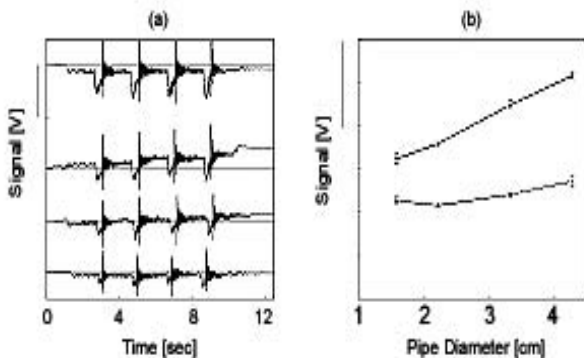 (a)
(b)
Signal [V]
Signal [V]
0
4
8
12
1
2
3
4
Time [sec]
Pipe Diameter [cm]